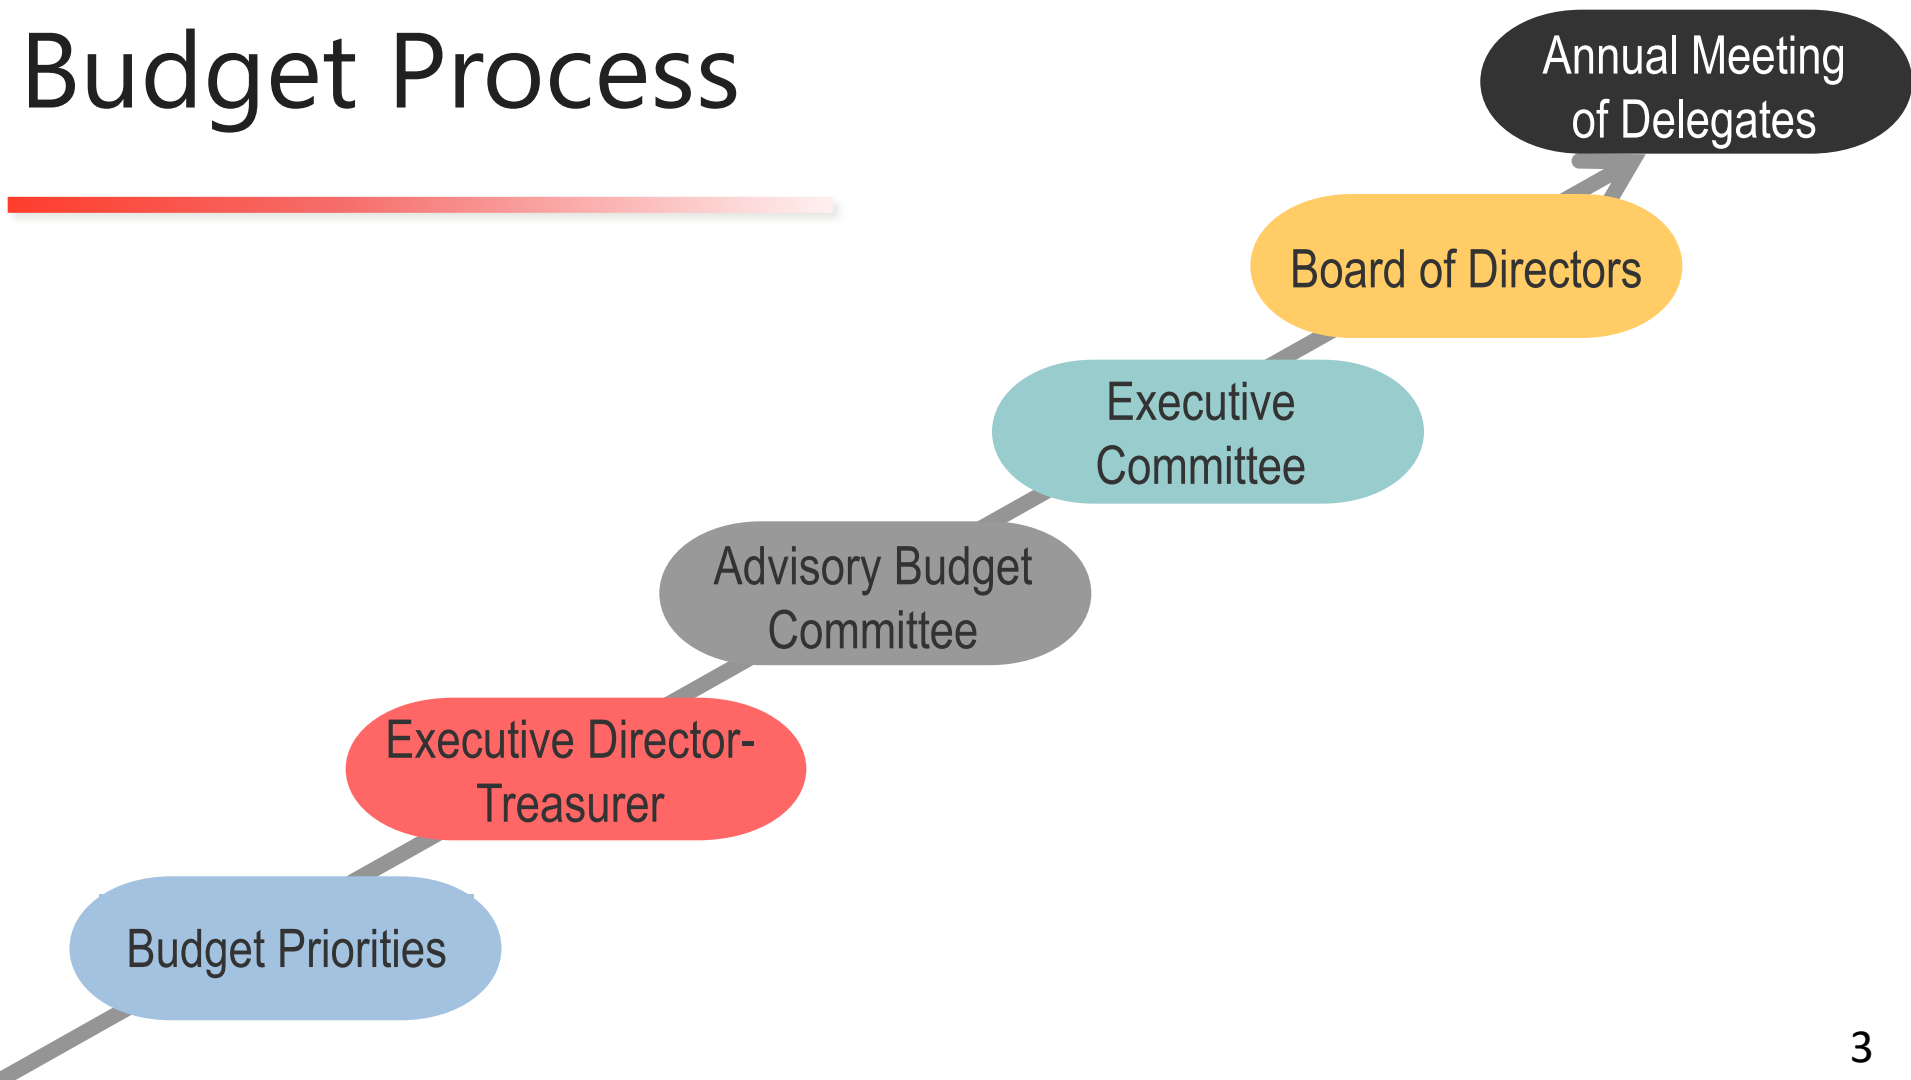 Budget Process
Annual Meeting
of Delegates
Board of Directors
Executive
Committee
Advisory Budget
Committee
Executive Director-
Treasurer
Budget Priorities
3